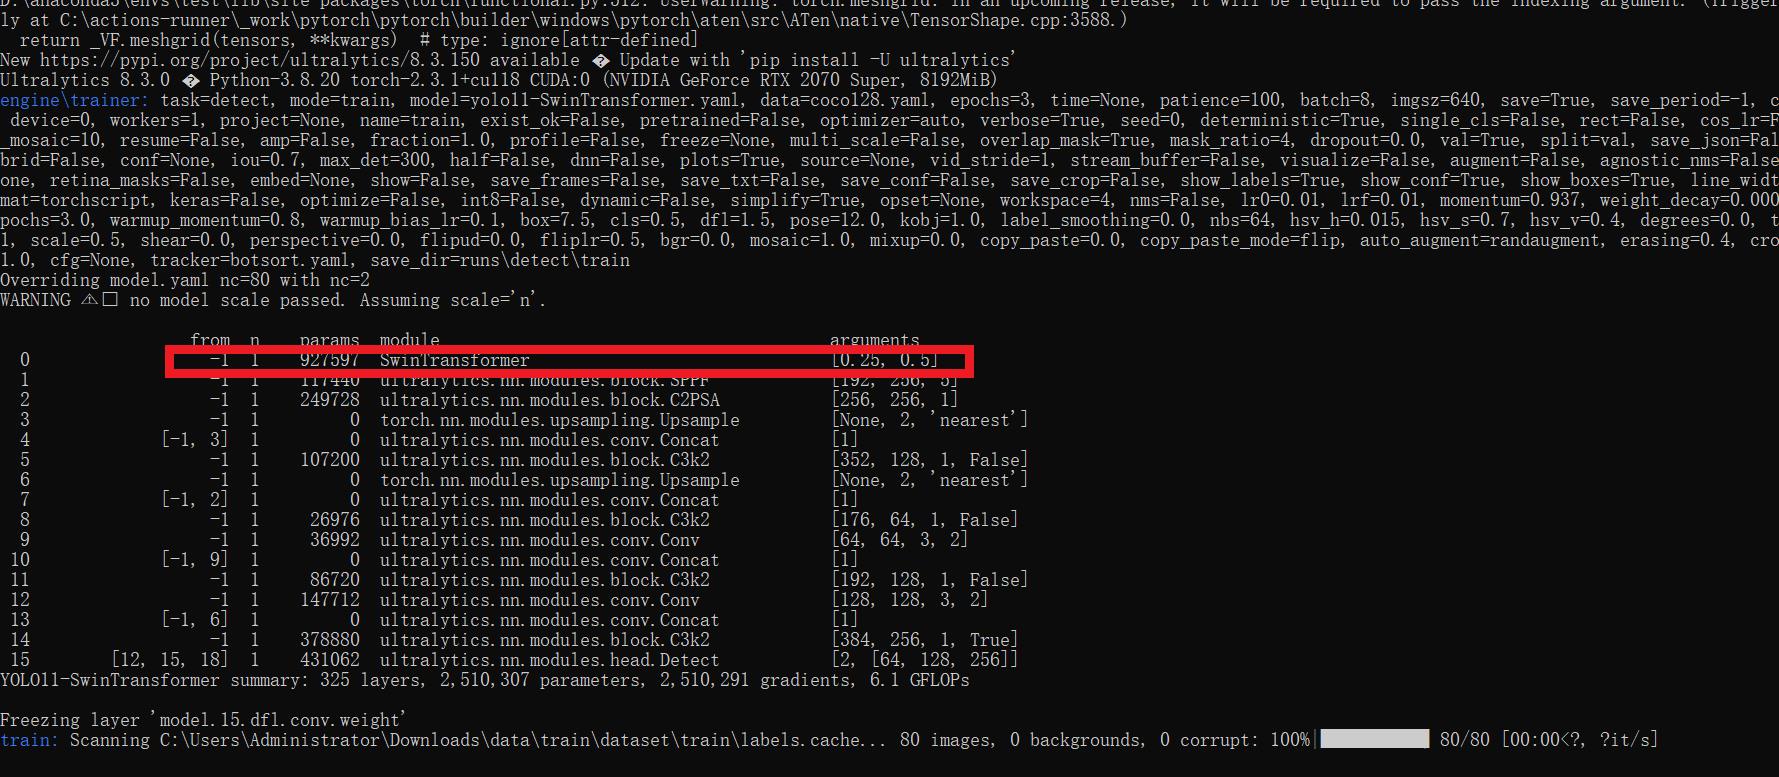 D:\anaconda3\envs\test\lib\site-packages\torch\functional.py:512: UserWarning: torch.meshgrid: in an upcoming release, it will be required to pass the indexing argument. (Trigger
ly at C:\actions-runner\_work\pytorch\pytorch\builder\windows\pytorch\aten\src\ATen\native\TensorShape.cpp:3588.)
  return _VF.meshgrid(tensors, **kwargs)  # type: ignore[attr-defined]
New https://pypi.org/project/ultralytics/8.3.150 available � Update with 'pip install -U ultralytics'
Ultralytics 8.3.0 � Python-3.8.20 torch-2.3.1+cu118 CUDA:0 (NVIDIA GeForce RTX 2070 Super, 8192MiB)
engine\trainer: task=detect, mode=train, model=yolo11-SwinTransformer.yaml, data=coco128.yaml, epochs=3, time=None, patience=100, batch=8, imgsz=640, save=True, save_period=-1, c
device=0, workers=1, project=None, name=train, exist_ok=False, pretrained=False, optimizer=auto, verbose=True, seed=0, deterministic=True, single_cls=False, rect=False, cos_lr=F
_mosaic=10, resume=False, amp=False, fraction=1.0, profile=False, freeze=None, multi_scale=False, overlap_mask=True, mask_ratio=4, dropout=0.0, val=True, split=val, save_json=Fal
brid=False, conf=None, iou=0.7, max_det=300, half=False, dnn=False, plots=True, source=None, vid_stride=1, stream_buffer=False, visualize=False, augment=False, agnostic_nms=False
one, retina_masks=False, embed=None, show=False, save_frames=False, save_txt=False, save_conf=False, save_crop=False, show_labels=True, show_conf=True, show_boxes=True, line_widt
mat=torchscript, keras=False, optimize=False, int8=False, dynamic=False, simplify=True, opset=None, workspace=4, nms=False, lr0=0.01, lrf=0.01, momentum=0.937, weight_decay=0.000
pochs=3.0, warmup_momentum=0.8, warmup_bias_lr=0.1, box=7.5, cls=0.5, dfl=1.5, pose=12.0, kobj=1.0, label_smoothing=0.0, nbs=64, hsv_h=0.015, hsv_s=0.7, hsv_v=0.4, degrees=0.0, t
1, scale=0.5, shear=0.0, perspective=0.0, flipud=0.0, fliplr=0.5, bgr=0.0, mosaic=1.0, mixup=0.0, copy_paste=0.0, copy_paste_mode=flip, auto_augment=randaugment, erasing=0.4, cro
1.0, cfg=None, tracker=botsort.yaml, save_dir=runs\detect\train
Overriding model.yaml nc=80 with nc=2
WARNING ⚠□ no model scale passed. Assuming scale='n'.
from n params module arguments
0 -1 1 927597 SwinTransformer [0.25, 0.5]
1 -1 1 117440 ultralytics.nn.modules.block.SPPF [192, 256, 5]
2 -1 1 249728 ultralytics.nn.modules.block.C2PSA [256, 256, 1]
3 -1 1 0 torch.nn.modules.upsampling.Upsample [None, 2, 'nearest']
4 [-1, 3] 1 0 ultralytics.nn.modules.conv.Concat [1]
5 -1 1 107200 ultralytics.nn.modules.block.C3k2 [352, 128, 1, False]
6 -1 1 0 torch.nn.modules.upsampling.Upsample [None, 2, 'nearest']
7 [-1, 2] 1 0 ultralytics.nn.modules.conv.Concat [1]
8 -1 1 26976 ultralytics.nn.modules.block.C3k2 [176, 64, 1, False]
9 -1 1 36992 ultralytics.nn.modules.conv.Conv [64, 64, 3, 2]
10 [-1, 9] 1 0 ultralytics.nn.modules.conv.Concat [1]
11 -1 1 86720 ultralytics.nn.modules.block.C3k2 [192, 128, 1, False]
12 -1 1 147712 ultralytics.nn.modules.conv.Conv [128, 128, 3, 2]
13 [-1, 6] 1 0 ultralytics.nn.modules.conv.Concat [1]
14 -1 1 378880 ultralytics.nn.modules.block.C3k2 [384, 256, 1, True]
15 [12, 15, 18] 1 431062 ultralytics.nn.modules.head.Detect [2, [64, 128, 256]]
YOLO11-SwinTransformer summary: 325 layers, 2,510,307 parameters, 2,510,291 gradients, 6.1 GFLOPs
Freezing layer 'model.15.dfl.conv.weight'
train: Scanning C:\Users\Administrator\Downloads\data\train\dataset\train\labels.cache... 80 images, 0 backgrounds, 0 corrupt: 100%|██████████| 80/80 [00:00<?, ?it/s]